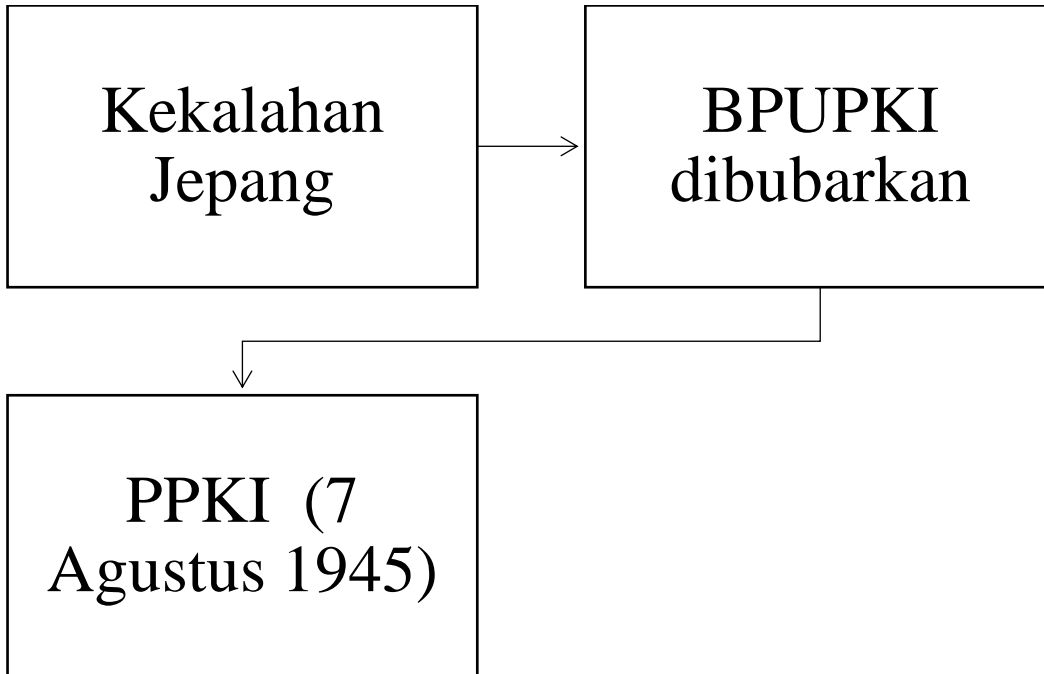 Kekalahan
Jepang
BPUPKI
dibubarkan
PPKI  (7
Agustus 1945)